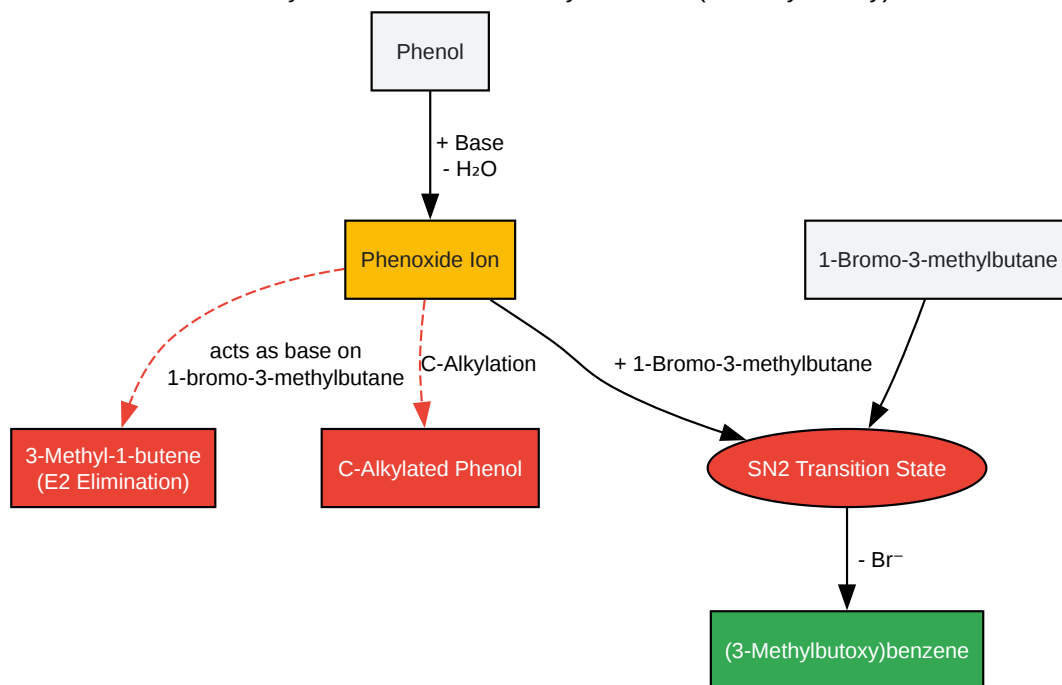 Phenol
+ Base
- H₂O
Phenoxide Ion
1-Bromo-3-methylbutane
acts as base on
1-bromo-3-methylbutane
C-Alkylation
+ 1-Bromo-3-methylbutane
3-Methyl-1-butene
(E2 Elimination)
C-Alkylated Phenol
SN2 Transition State
- Br⁻
(3-Methylbutoxy)benzene